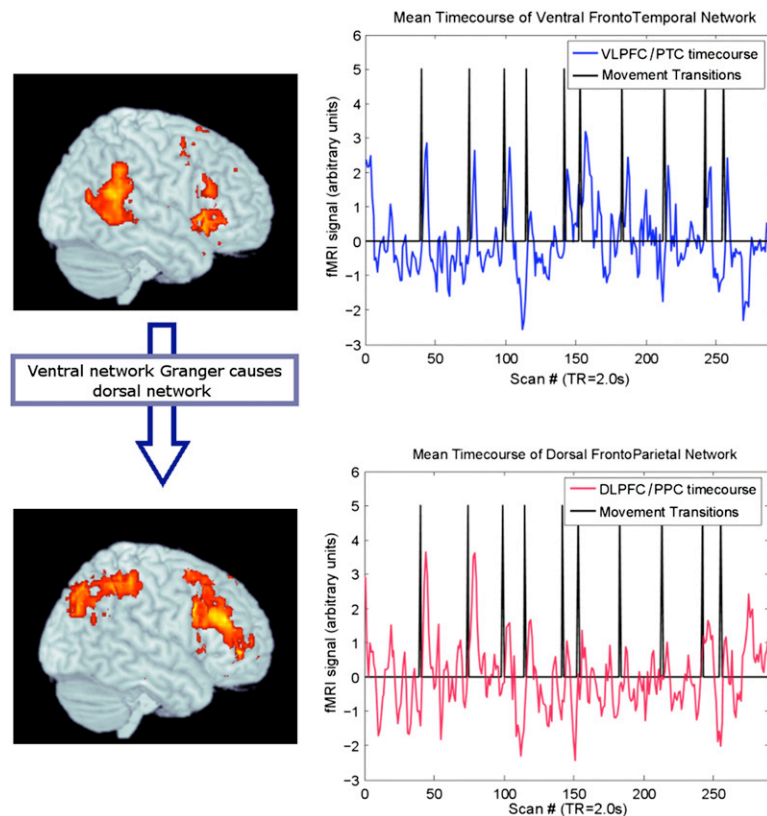 Mean Timecourse of Ventral FrontoTemporal Network
6
5
4
3
2
1
0
−1
−2
−3
fMRI signal (arbitrary units)
VLPFC/PTC timecourse
Movement Transitions
0
50
100
150
200
250
Scan # (TR=2.0s)
Ventral network Granger causes
dorsal network
Mean Timecourse of Dorsal FrontoParietal Network
6
5
4
3
2
1
0
−1
−2
−3
fMRI signal (arbitrary units)
DLPFC/PPC timecourse
Movement Transitions
0
50
100
150
200
250
Scan # (TR=2.0s)